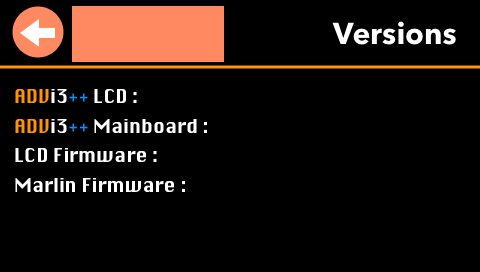 Versions
ADVi3++ LCD :
ADVi3++ Mainboard :
LCD Firmware :
Marlin Firmware :